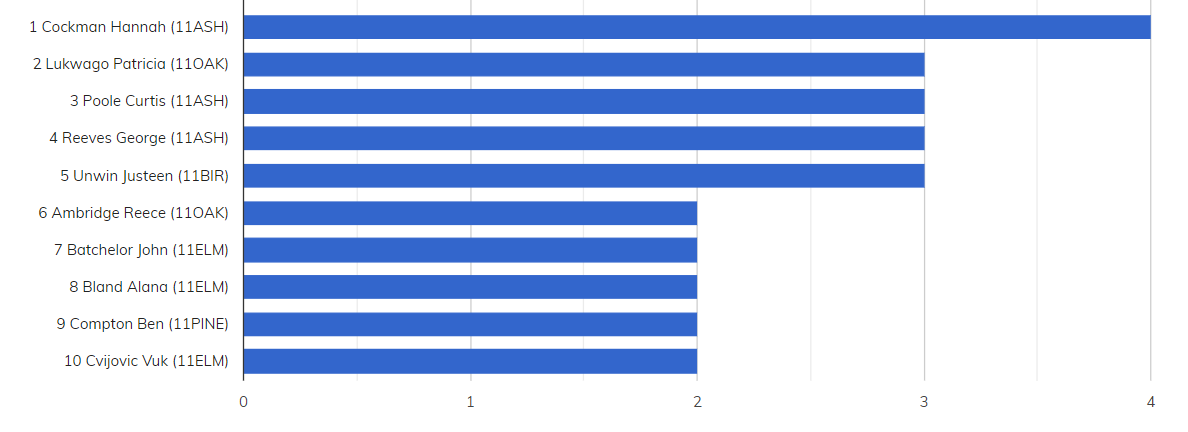 1 Cockman Hannah (11ASH)
2 Lukwago Patricia (11OAK)
3 Poole Curtis (11ASH)
4 Reeves George (11ASH)
5 Unwin Justeen (11BIR)
6 Ambridge Reece (11OAK)
7 Batchelor John (11ELM)
8 Bland Alana (11ELM)
9 Compton Ben (11PINE)
10 Cvijovic Vuk (11ELM)
0 1 2 3 4